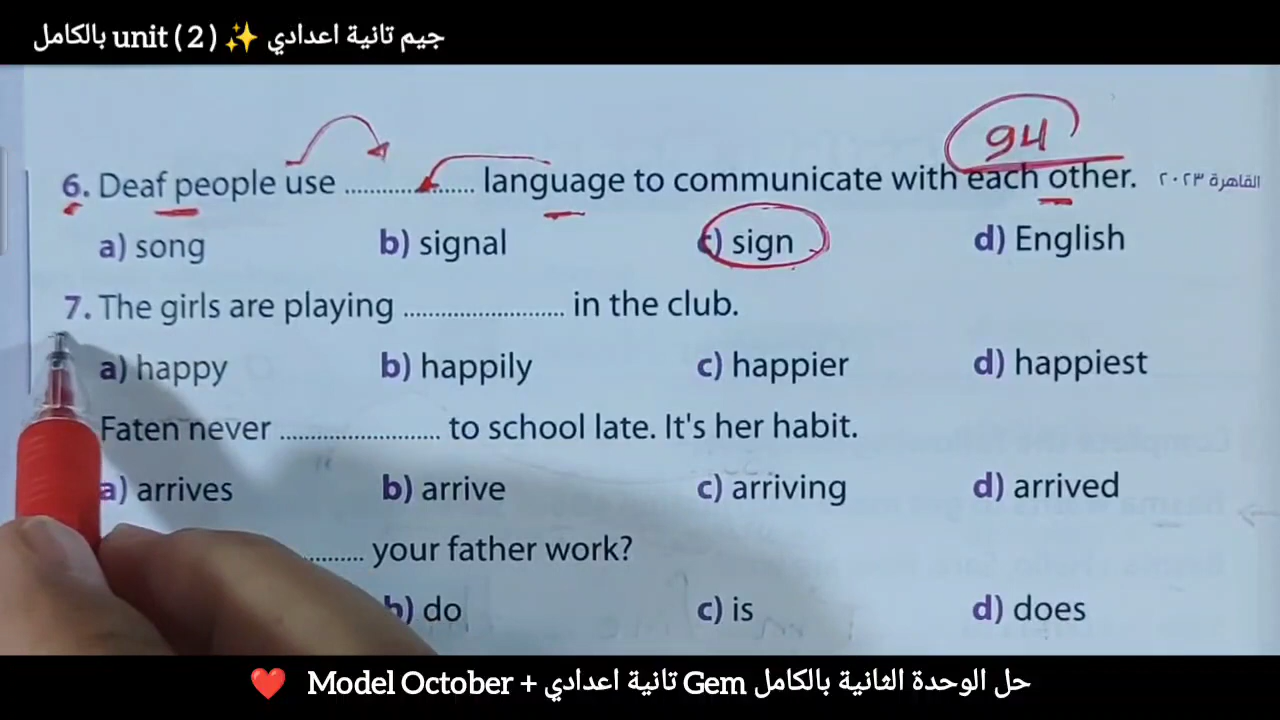 جيم تانية اعدادي ✨ unit ( 2 ) بالكامل
94
6. Deaf people use ........................ language to communicate with each other. القاهرة ٢٠٢٣
a) song b) signal c) sign d) English
7. The girls are playing .............................. in the club.
a) happy b) happily c) happier d) happiest
Faten never .............................. to school late. It's her habit.
a) arrives b) arrive c) arriving d) arrived
........... your father work?
b) do c) is d) does
حل الوحدة الثانية بالكامل Gem تانية اعدادي + Model October ❤️